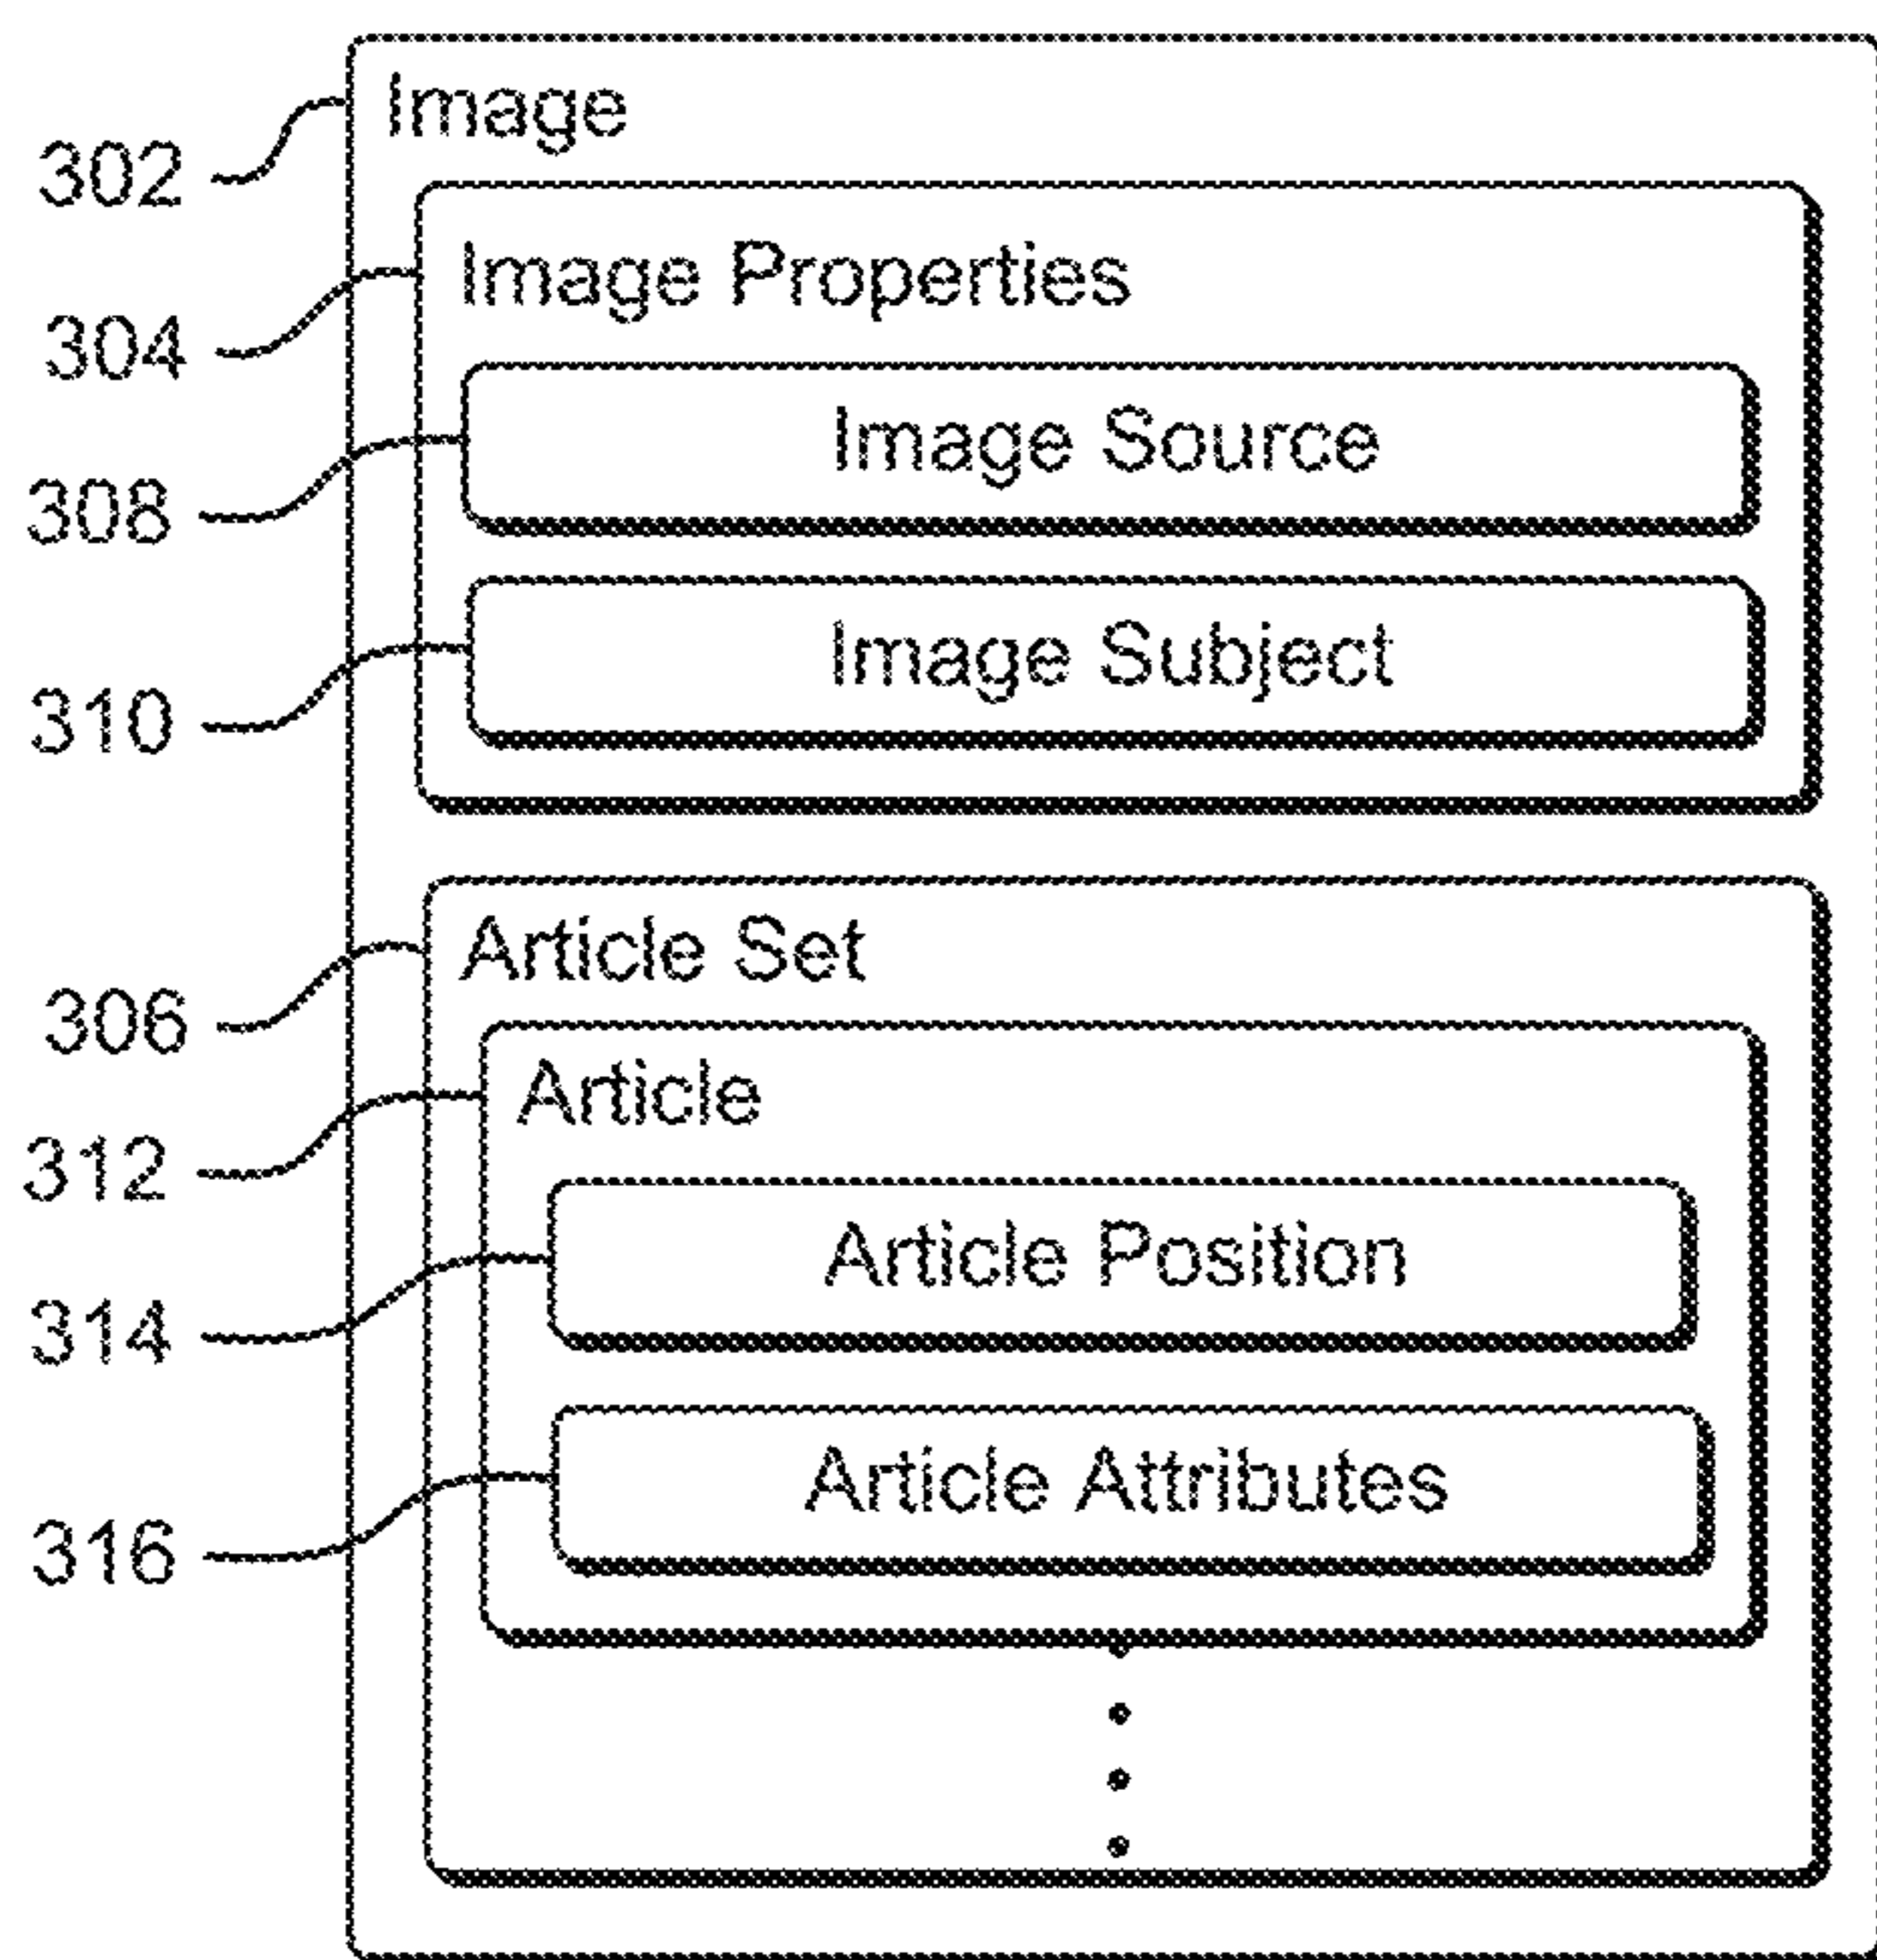 Image
302
Image Properties
304
Image Source
308
Image Subject
310
Article Set
306
Article
312
Article Position
314
Article Attributes
316